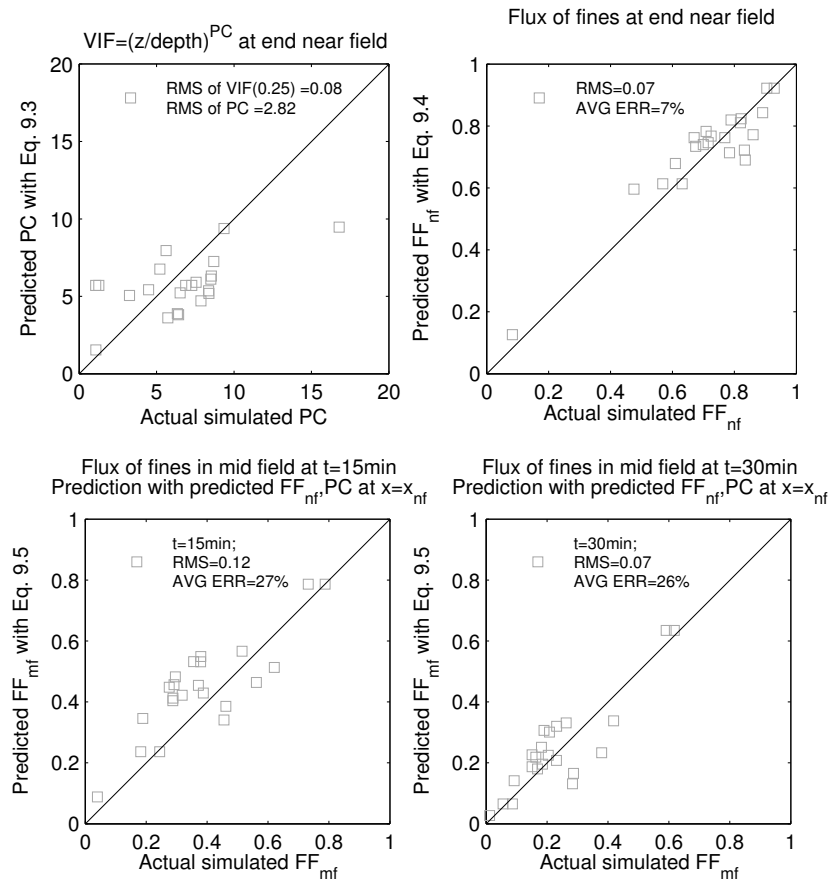 VIF=(z/depth)^PC at end near field
20
15
10
5
0
0 5 10 15 20
RMS of VIF(0.25) =0.08
RMS of PC =2.82
Predicted PC with Eq. 9.3
Actual simulated PC
Flux of fines at end near field
1
0.8
0.6
0.4
0.2
0
0 0.2 0.4 0.6 0.8 1
RMS=0.07
AVG ERR=7%
Predicted FF_nf with Eq. 9.4
Actual simulated FF_nf
Flux of fines in mid field at t=15min
Prediction with predicted FF_nf,PC at x=x_nf
1
0.8
0.6
0.4
0.2
0
0 0.2 0.4 0.6 0.8 1
t=15min;
RMS=0.12
AVG ERR=27%
Predicted FF_mf with Eq. 9.5
Actual simulated FF_mf
Flux of fines in mid field at t=30min
Prediction with predicted FF_nf,PC at x=x_nf
1
0.8
0.6
0.4
0.2
0
0 0.2 0.4 0.6 0.8 1
t=30min;
RMS=0.07
AVG ERR=26%
Predicted FF_mf with Eq. 9.5
Actual simulated FF_mf